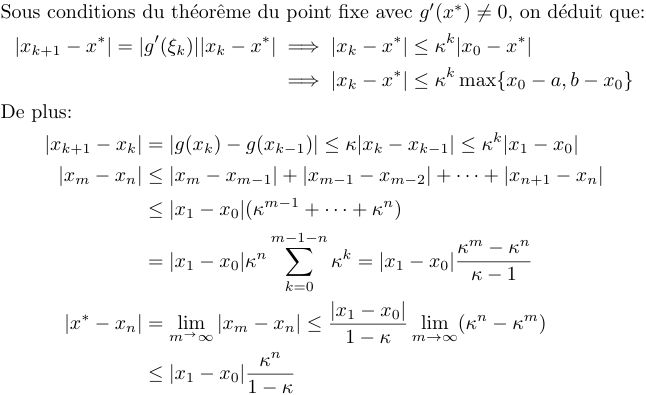 Sous conditions du théorême du point fixe avec $g'(x^*) \neq 0$, on déduit que:
$|x_{k+1} - x^*| = |g'(\xi_k)||x_k - x^*| \implies |x_k - x^*| \leq \kappa^k |x_0 - x^*|$
$\implies |x_k - x^*| \leq \kappa^k \max\{x_0 - a, b - x_0\}$
De plus:
$|x_{k+1} - x_k| = |g(x_k) - g(x_{k-1})| \leq \kappa|x_k - x_{k-1}| \leq \kappa^k|x_1 - x_0|$
$|x_m - x_n| \leq |x_m - x_{m-1}| + |x_{m-1} - x_{m-2}| + \cdots + |x_{n+1} - x_n|$
$\leq |x_1 - x_0|(\kappa^{m-1} + \cdots + \kappa^n)$
$= |x_1 - x_0|\kappa^n \sum_{k=0}^{m-1-n} \kappa^k = |x_1 - x_0|\frac{\kappa^m - \kappa^n}{\kappa - 1}$
$|x^* - x_n| = \lim_{m \to \infty} |x_m - x_n| \leq \frac{|x_1 - x_0|}{1 - \kappa} \lim_{m \to \infty}(\kappa^n - \kappa^m)$
$\leq |x_1 - x_0|\frac{\kappa^n}{1 - \kappa}$